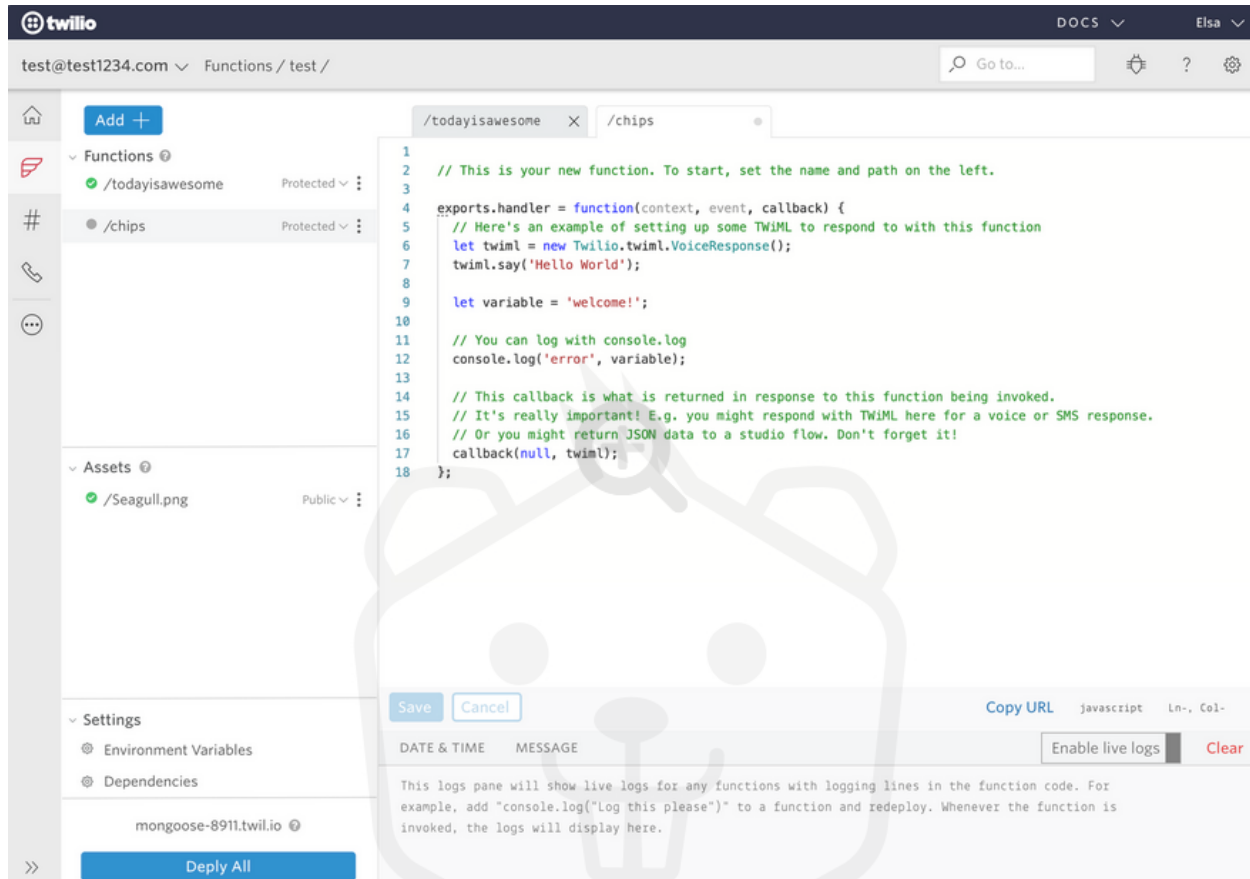 twilio
DOCS
Elsa
test@test1234.com
Functions / test /
Go to...
?
Add +
Functions
/todayisawesome Protected
/chips Protected
Assets
/Seagull.png Public
Settings
Environment Variables
Dependencies
mongoose-8911.twil.io
Deply All
/todayisawesome X
/chips
1
2 // This is your new function. To start, set the name and path on the left.
3
4 exports.handler = function(context, event, callback) {
5 // Here's an example of setting up some TWiML to respond to with this function
6 let twiml = new Twilio.twiml.VoiceResponse();
7 twiml.say('Hello World');
8
9 let variable = 'welcome!';
10
11 // You can log with console.log
12 console.log('error', variable);
13
14 // This callback is what is returned in response to this function being invoked.
15 // It's really important! E.g. you might respond with TWiML here for a voice or SMS response.
16 // Or you might return JSON data to a studio flow. Don't forget it!
17 callback(null, twiml);
18 };
Save Cancel
Copy URL javascript Ln-, Col-
DATE & TIME MESSAGE
Enable live logs Clear
This logs pane will show live logs for any functions with logging lines in the function code. For
example, add "console.log("Log this please")" to a function and redeploy. Whenever the function is
invoked, the logs will display here.